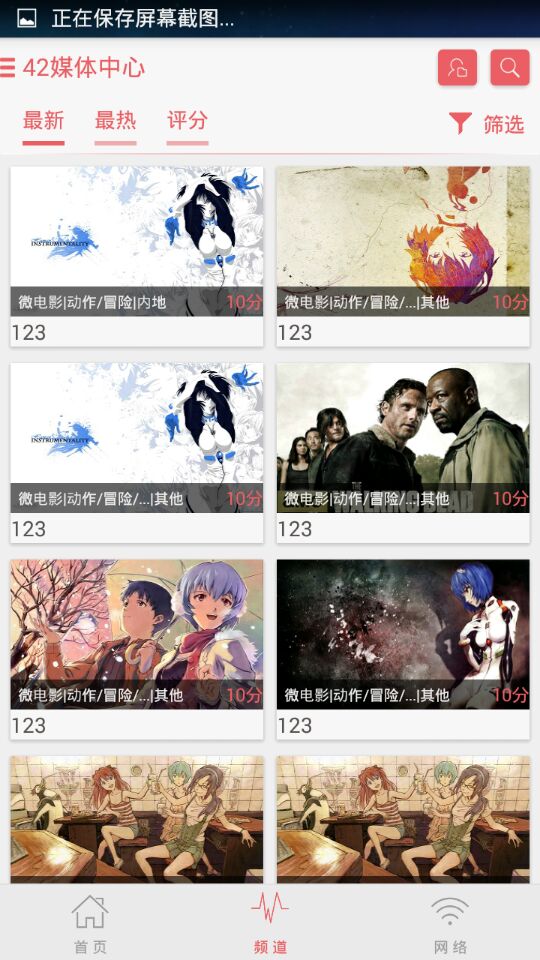 正在保存屏幕截图...
42媒体中心
最新 最热 评分 筛选
INSTRUMENTALITY
微电影|动作/冒险|内地 10分
微电影|动作/冒险/...|其他 10分
123
123
INSTRUMENTALITY
微电影|动作/冒险/...|其他 10分
THE
WALKING DEAD
微电影|动作/冒险/...|其他 10分
123
123
微电影|动作/冒险/...|其他 10分
微电影|动作/冒险/...|其他 10分
123
123
首页 频道 网络